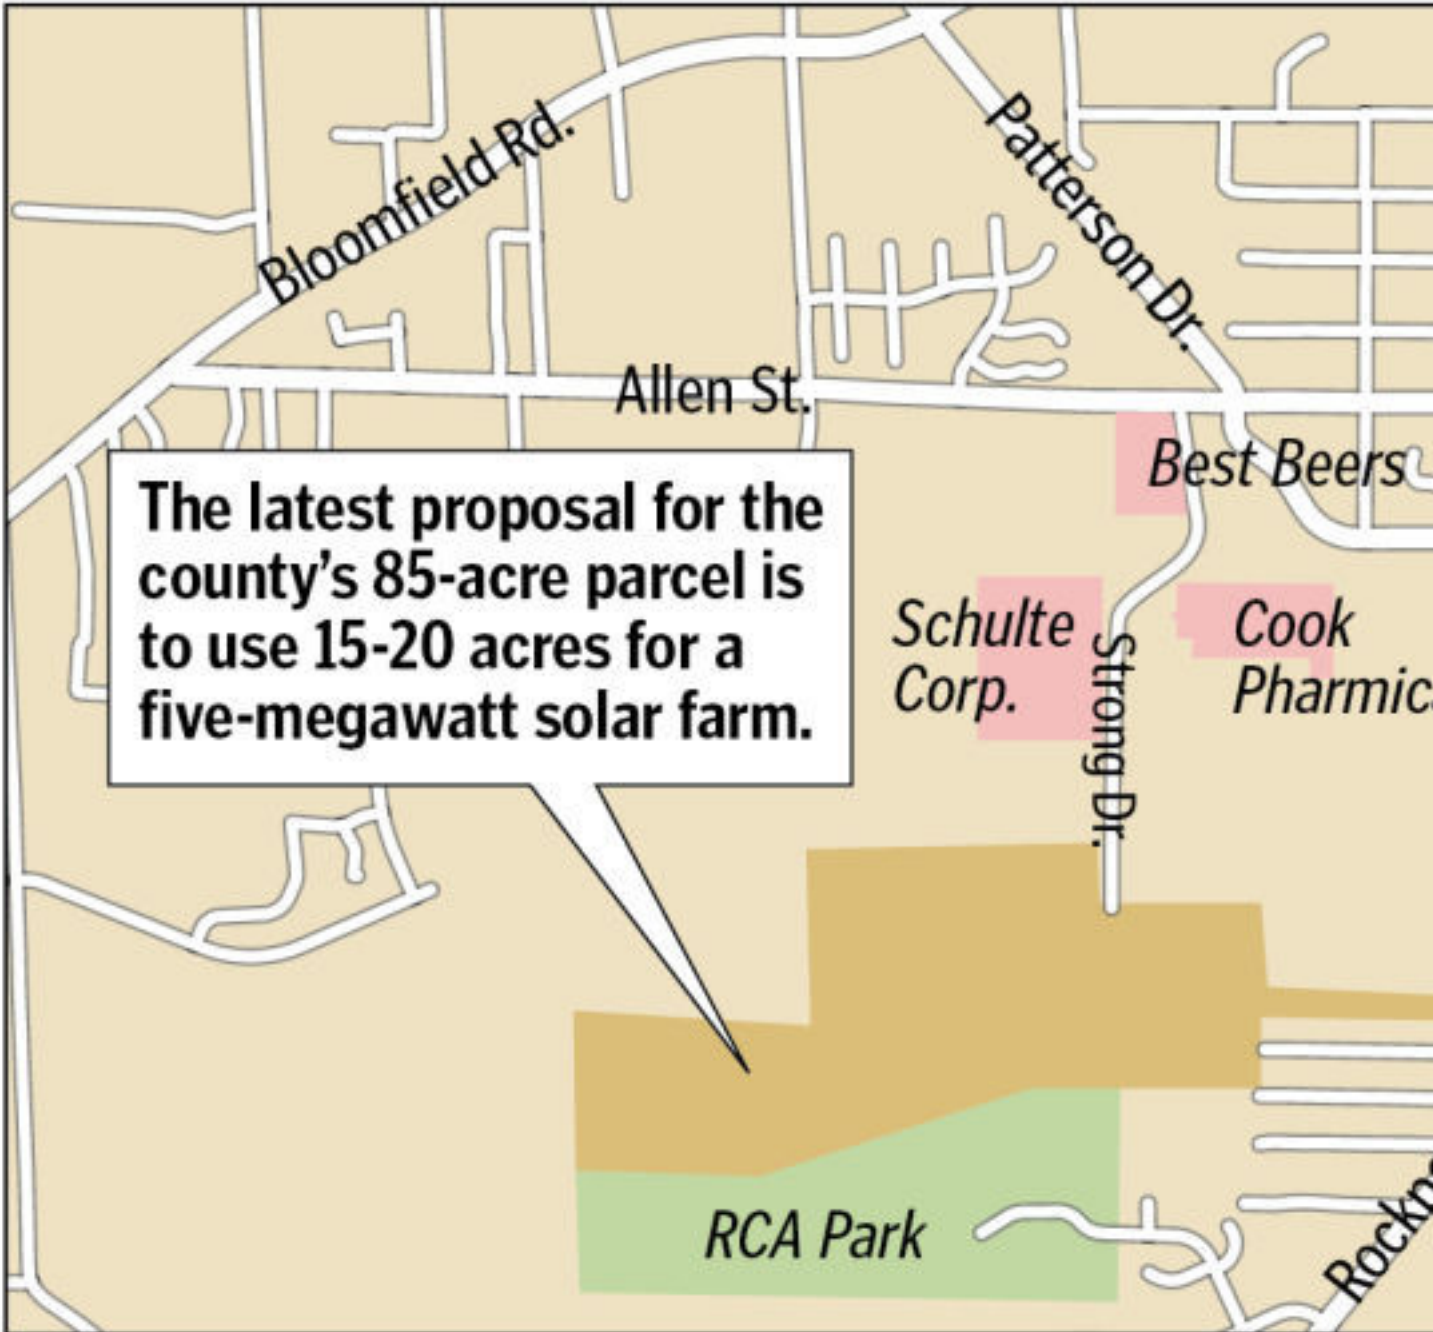 Bloomfield Rd.
Patterson Dr.
Allen St.
Best Beers
The latest proposal for the
county’s 85-acre parcel is
to use 15-20 acres for a
five-megawatt solar farm.
Schulte
Corp.
Strong Dr.
Cook
Pharmic
RCA Park
Rockp